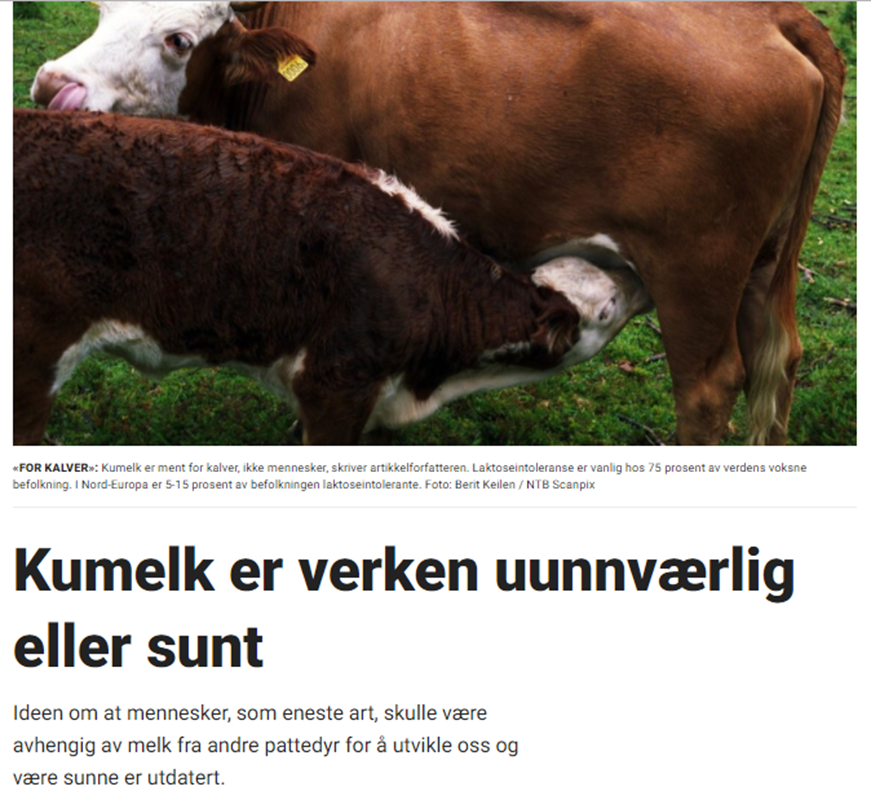 «FOR KALVER»: Kumelk er ment for kalver, ikke mennesker, skriver artikkelforfatteren. Laktoseintoleranse er vanlig hos 75 prosent av verdens voksne
befolkning. I Nord-Europa er 5-15 prosent av befolkningen laktoseintolerante. Foto: Berit Keilen / NTB Scanpix
Kumelk er verken uunnværlig
eller sunt
Ideen om at mennesker, som eneste art, skulle være
avhengig av melk fra andre pattedyr for å utvikle oss og
være sunne er utdatert.